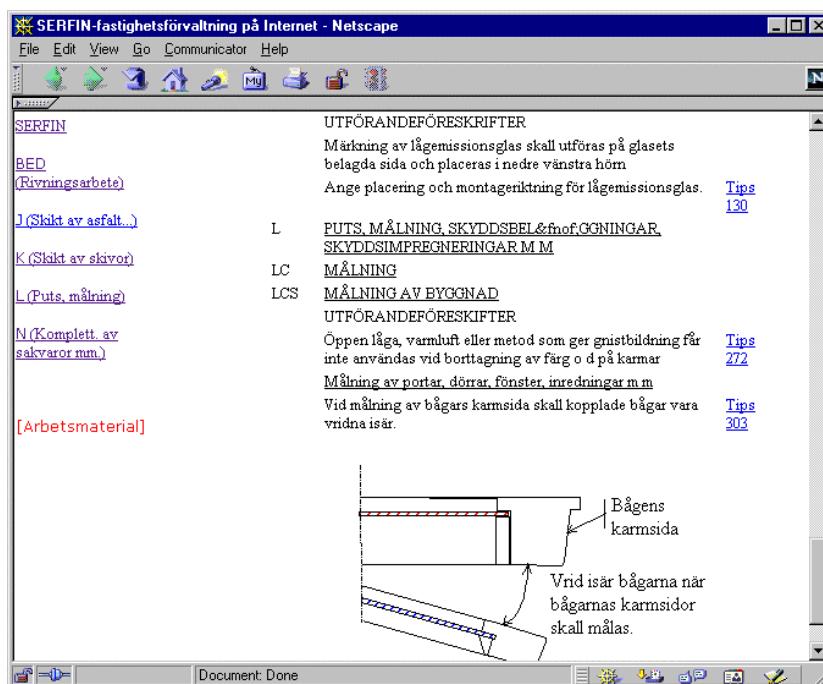 SERFIN-fastighetsförvaltning på Internet - Netscape
File Edit View Go Communicator Help
My
N
SERFIN
BED
(Rivningsarbete)
J (Skikt av asfalt...)
K (Skikt av skivor)
L (Puts, målning)
N (Komplett. av
sakvaror mm.)
[Arbetsmaterial]
UTFÖRANDEFÖRESKRIFTER
Märkning av lågemissionsglas skall utföras på glasets
belagda sida och placeras i nedre vänstra hörn
Ange placering och montageriktning för lågemissionsglas. Tips
130
L PUTS, MÅLNING, SKYDDSBEL&fnof;GGNINGAR,
SKYDDSIMPREGNERINGAR M M
LC MÅLNING
LCS MÅLNING AV BYGGNAD
UTFÖRANDEFÖRESKIFTER
Öppen låga, varmluft eller metod som ger gnistbildning får Tips
inte användas vid borttagning av färg o d på karmar 272
Målning av portar, dörrar, fönster, inredningar m m
Vid målning av bågars karmsida skall kopplade bågar vara Tips
vridna isär. 303
Bågens
karmsida
Vrid isär bågarna när
bågarnas karmsidor
skall målas.
Document: Done